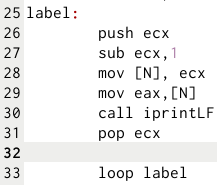 25 label:
26 push ecx
27 sub ecx,1
28 mov [N], ecx
29 mov eax,[N]
30 call iprintLF
31 pop ecx
32
33 loop label